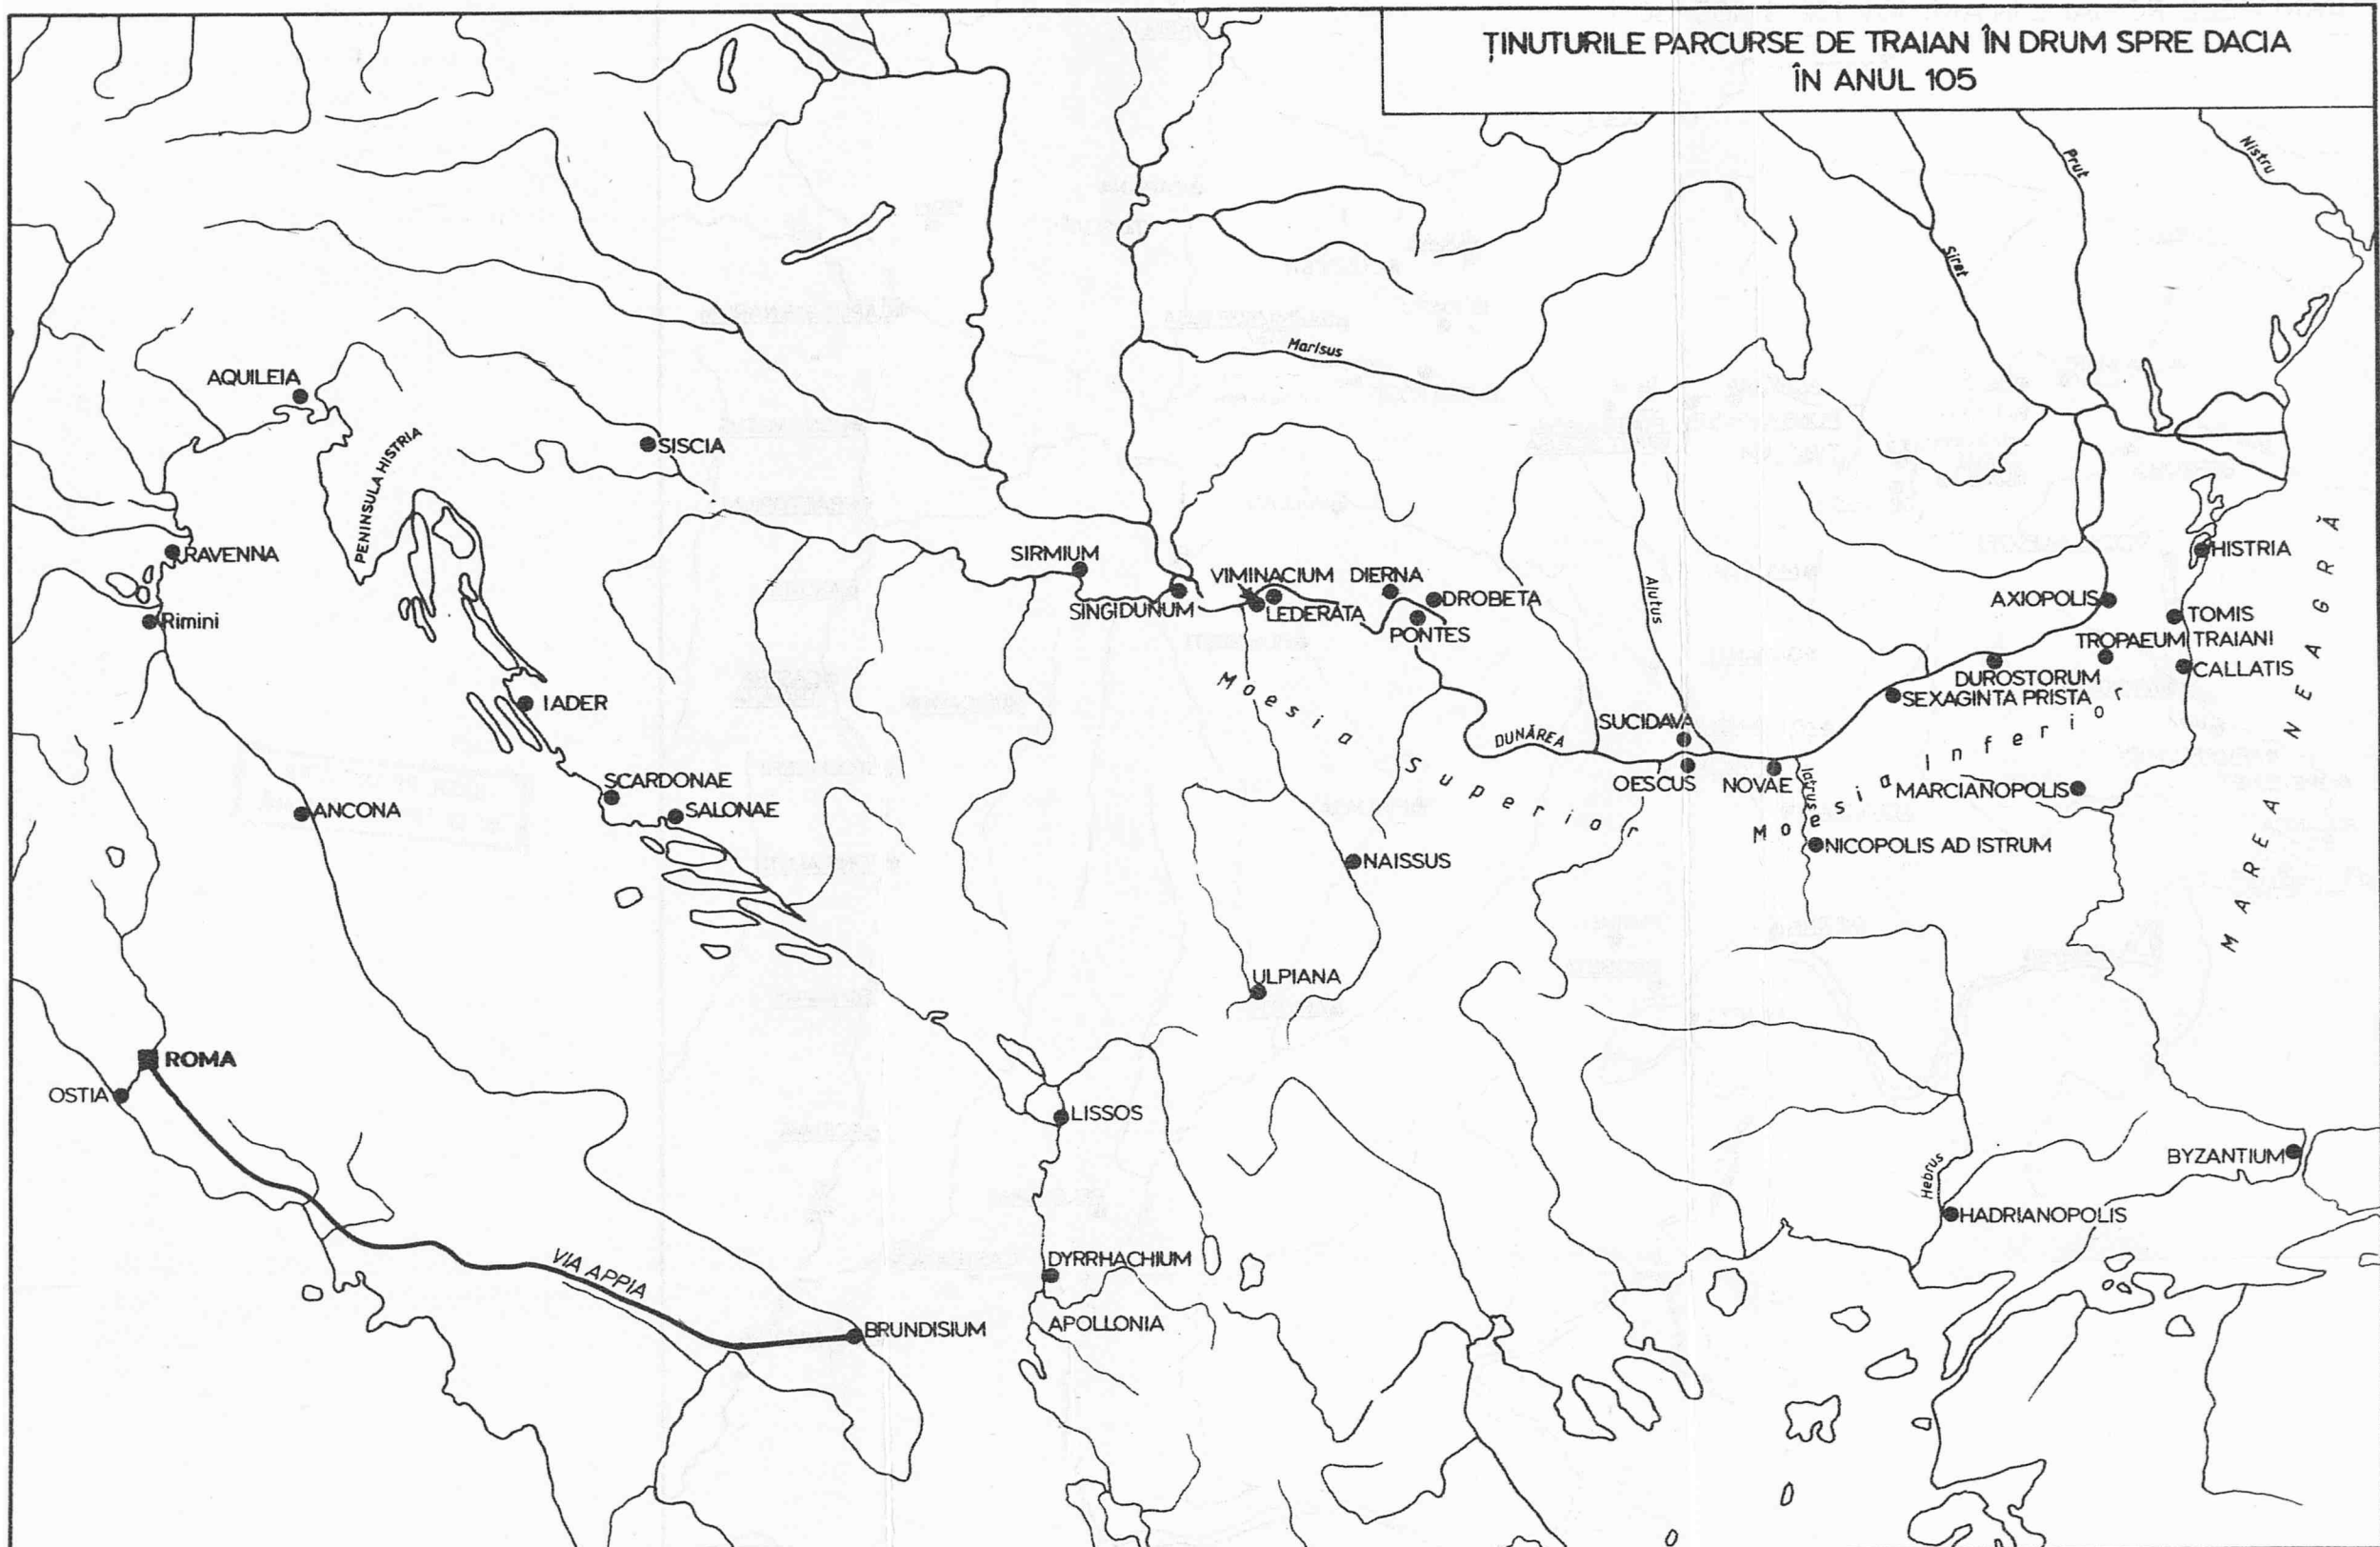 ȚINUTURILE PARCURSE DE TRAIAN ÎN DRUM SPRE DACIA
ÎN ANUL 105
Nistru
Prut
Siret
Marisus
AQUILEIA
PENINSULA HISTRIA
SISCIA
RAVENNA
Rimini
SIRMIUM
SINGIDUNUM
VIMINACIUM
DIERNA
LEDERATA
DROBETA
PONTES
Alutus
HISTRIA
AXIOPOLIS
TOMIS
TROPAEUM TRAIANI
CALLATIS
DUROSTORUM
SEXAGINTA PRISTA
MAREA NEAGRĂ
IADER
Moesia Superior
DUNĂREA
SUCIDAVA
OESCUS
NOVAE
Iatrus
Moesia Inferior
MARCIANOPOLIS
NICOPOLIS AD ISTRUM
SCARDONAE
SALONAE
ANCONA
NAISSUS
ULPIANA
ROMA
OSTIA
LISSOS
BYZANTIUM
Hebrus
HADRIANOPOLIS
DYRRHACHIUM
APOLLONIA
VIA APPIA
BRUNDISIUM